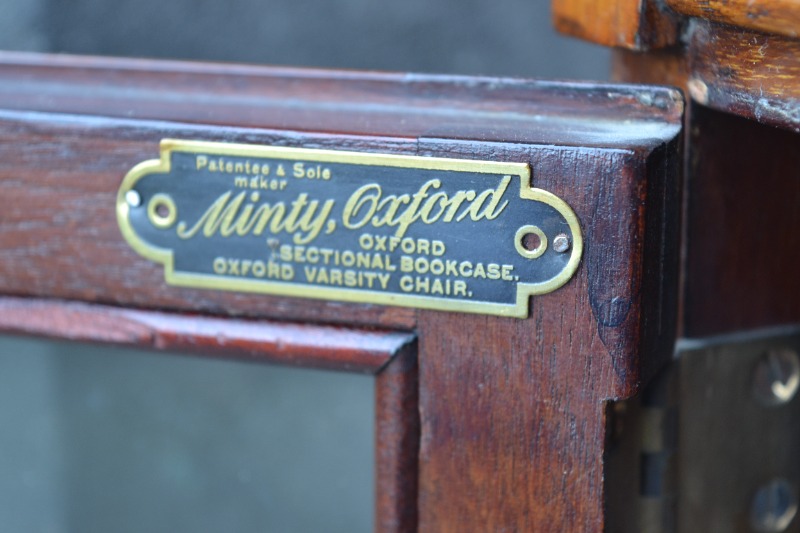 Patentee & Sole
maker
Minty, Oxford
OXFORD
SECTIONAL BOOKCASE.
OXFORD VARSITY CHAIR.